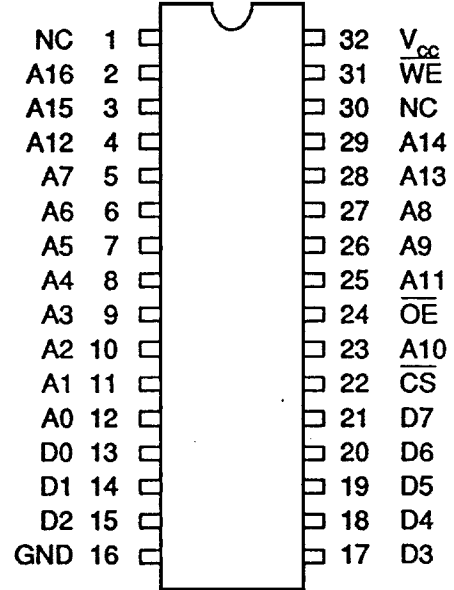 NC 1 32 Vcc
A16 2 31 WE
A15 3 30 NC
A12 4 29 A14
A7 5 28 A13
A6 6 27 A8
A5 7 26 A9
A4 8 25 A11
A3 9 24 OE
A2 10 23 A10
A1 11 22 CS
A0 12 21 D7
D0 13 20 D6
D1 14 19 D5
D2 15 18 D4
GND 16 17 D3